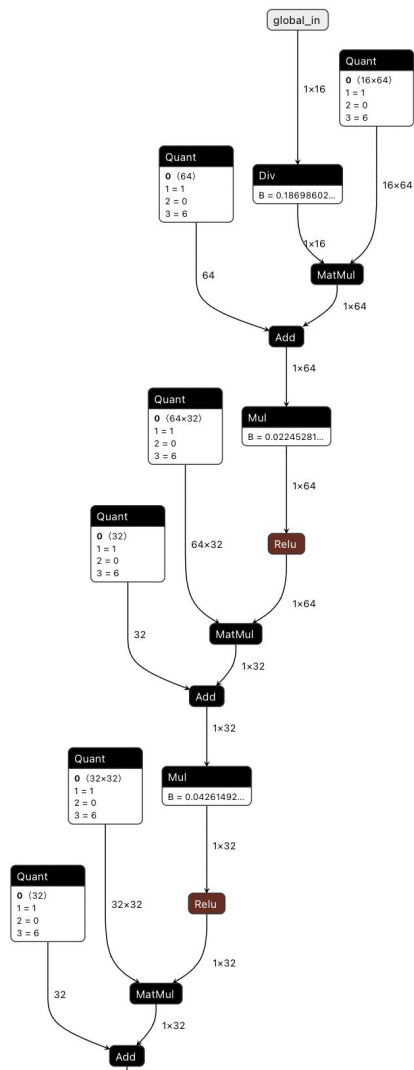 global_in
1×16
Quant
0 〈16×64〉
1 = 1
2 = 0
3 = 6
16×64
Quant
0 〈64〉
1 = 1
2 = 0
3 = 6
64
Div
B = 0.18698602…
1×16
MatMul
1×64
Add
1×64
Quant
0 〈64×32〉
1 = 1
2 = 0
3 = 6
64×32
Mul
B = 0.02245281…
1×64
Relu
1×64
Quant
0 〈32〉
1 = 1
2 = 0
3 = 6
32
MatMul
1×32
Add
1×32
Quant
0 〈32×32〉
1 = 1
2 = 0
3 = 6
32×32
Mul
B = 0.04261492…
1×32
Relu
1×32
Quant
0 〈32〉
1 = 1
2 = 0
3 = 6
32
MatMul
1×32
Add